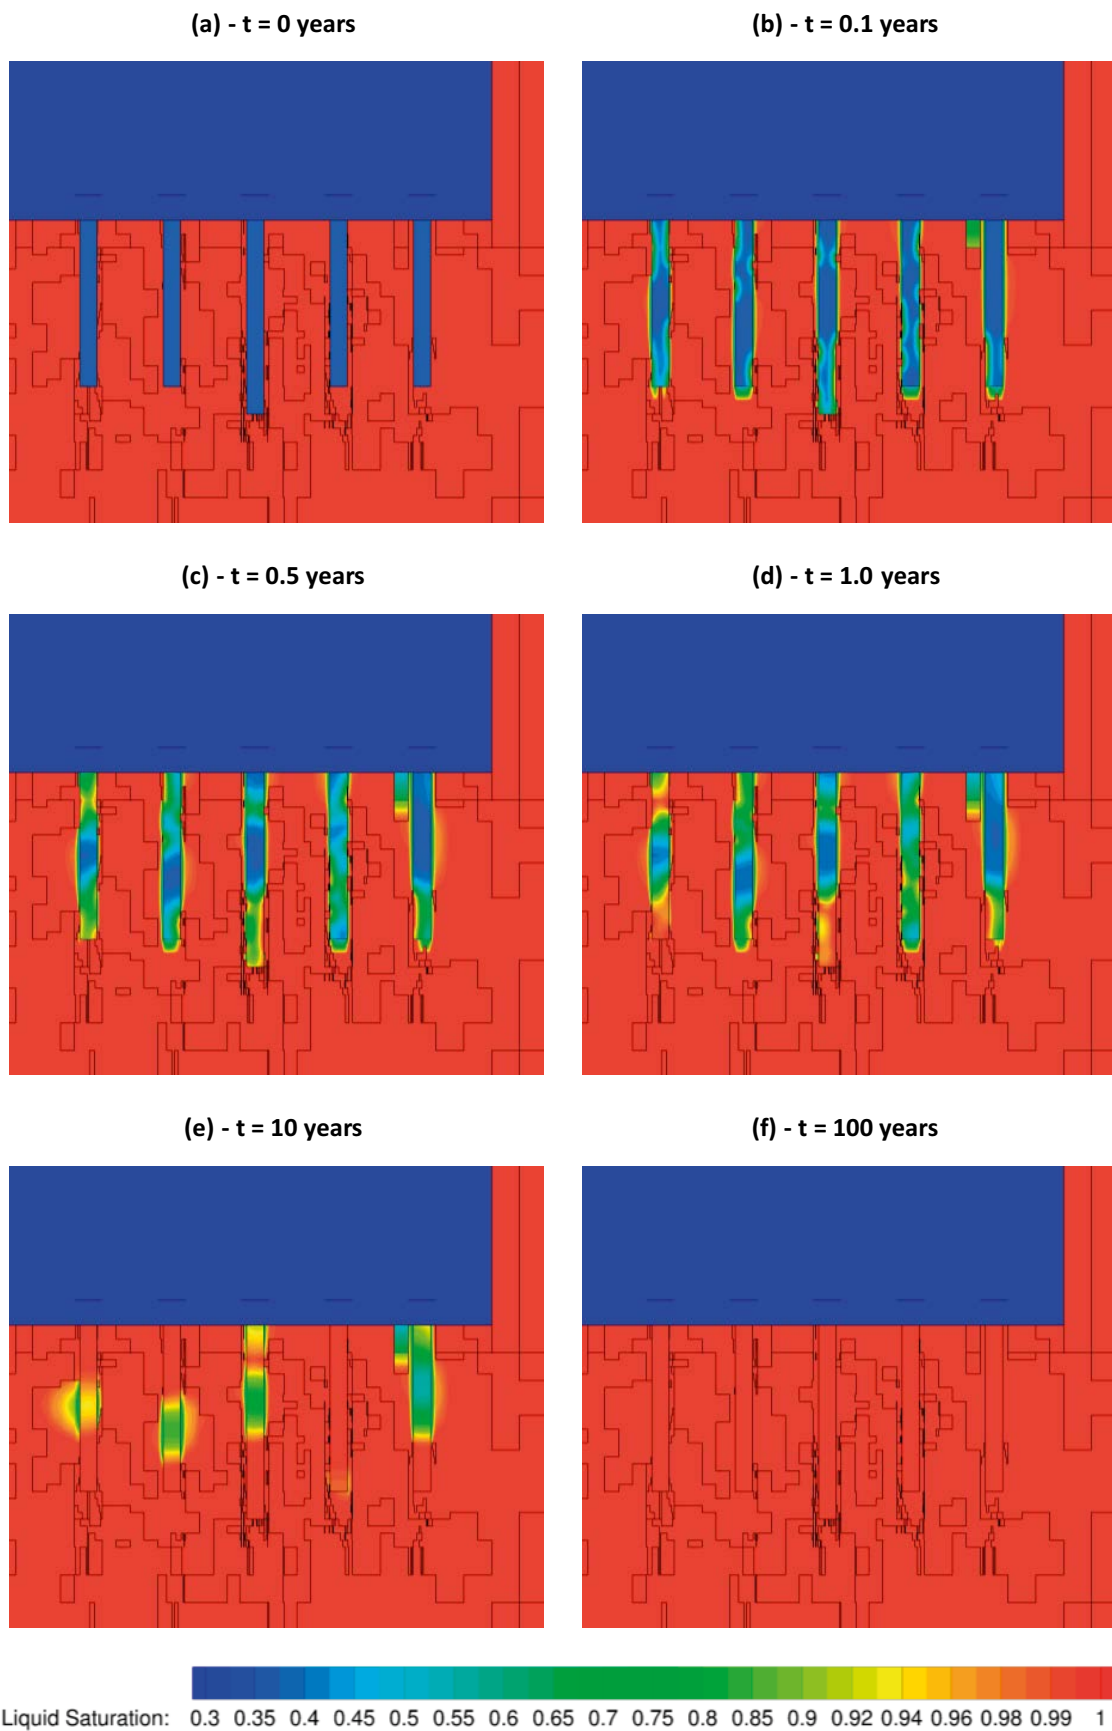 (a) - t = 0 years
(b) - t = 0.1 years
(c) - t = 0.5 years
(d) - t = 1.0 years
(e) - t = 10 years
(f) - t = 100 years
Liquid Saturation: 0.3 0.35 0.4 0.45 0.5 0.55 0.6 0.65 0.7 0.75 0.8 0.85 0.9 0.92 0.94 0.96 0.98 0.99 1